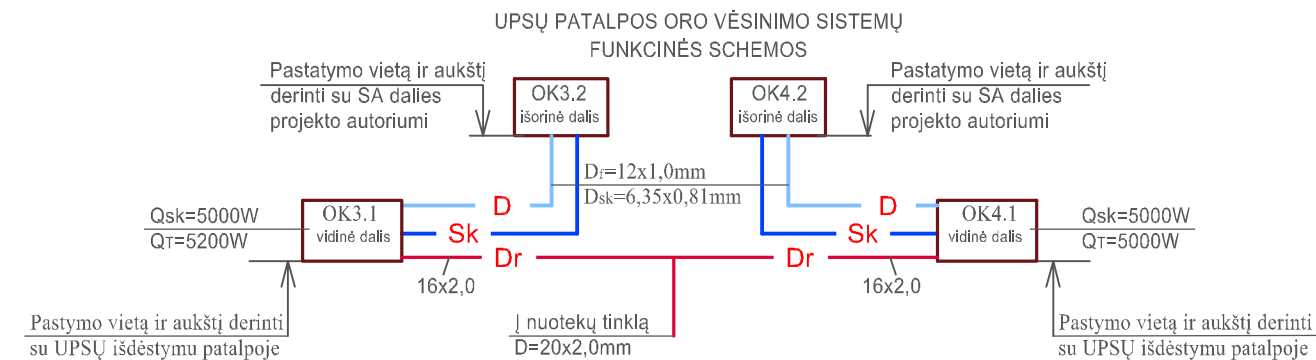 UPSŲ PATALPOS ORO VĖSINIMO SISTEMŲ
FUNKCINĖS SCHEMOS
Pastatymo vietą ir aukštį
derinti su SA dalies
projekto autoriumi
OK3.2
išorinė dalis
OK4.2
išorinė dalis
Pastatymo vietą ir aukštį
derinti su SA dalies
projekto autoriumi
Df=12x1,0mm
Dsk=6,35x0,81mm
Qsk=5000W
QT=5200W
OK3.1
vidinė dalis
D
Sk
Dr
D
Sk
Dr
OK4.1
vidinė dalis
Qsk=5000W
QT=5000W
16x2,0
16x2,0
Pastymo vietą ir aukštį derinti
su UPSŲ išdėstymu patalpoje
Į nuotekų tinklą
D=20x2,0mm
Pastymo vietą ir aukštį derinti
su UPSŲ išdėstymu patalpoje